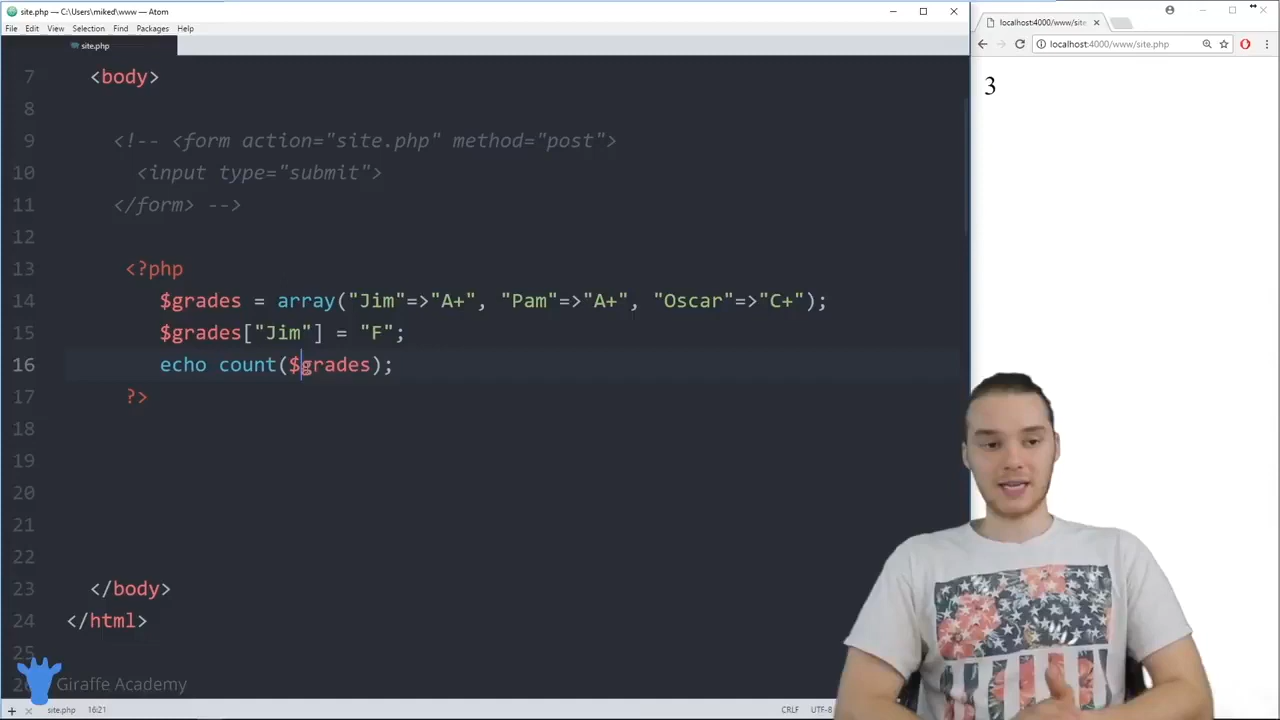 site.php — C:\Users\miked\www — Atom
File Edit View Selection Find Packages Help
site.php
7 <body>
8
9 <!-- <form action="site.php" method="post">
10 <input type="submit">
11 </form> -->
12
13 <?php
14 $grades = array("Jim"=>"A+", "Pam"=>"A+", "Oscar"=>"C+");
15 $grades["Jim"] = "F";
16 echo count($grades);
17 ?>
18
19
20
21
22
23 </body>
24 </html>
25
Giraffe Academy
site.php 16:21 CRLF UTF-8
localhost:4000/www/site
localhost:4000/www/site.php
3